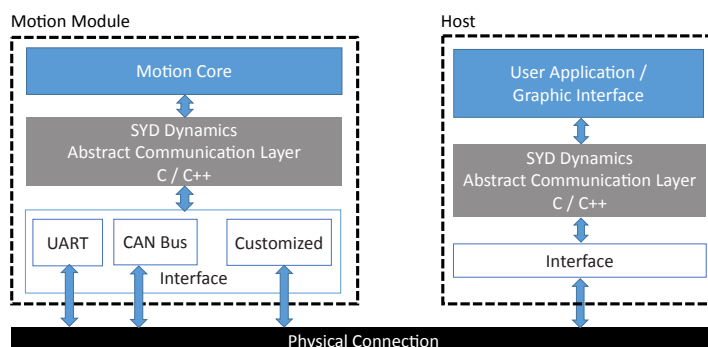 Motion Module
Motion Core
SYD Dynamics
Abstract Communication Layer
C / C++
UART
CAN Bus
Customized
Interface
Host
User Application /
Graphic Interface
SYD Dynamics
Abstract Communication Layer
C / C++
Interface
Physical Connection